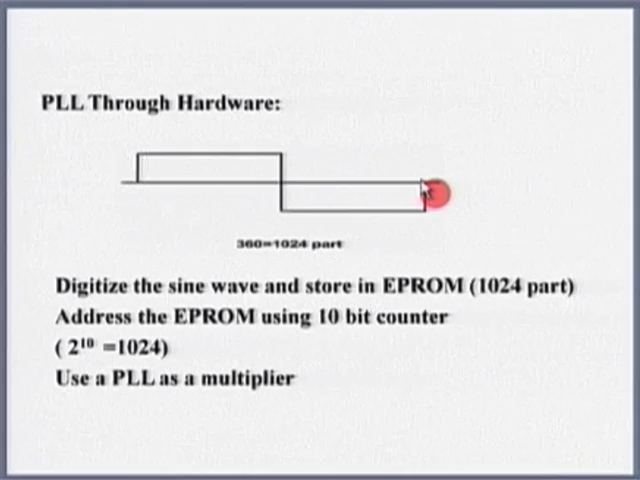 PLL Through Hardware:
360=1024 part
Digitize the sine wave and store in EPROM (1024 part)
Address the EPROM using 10 bit counter
( 2¹⁰ =1024)
Use a PLL as a multiplier